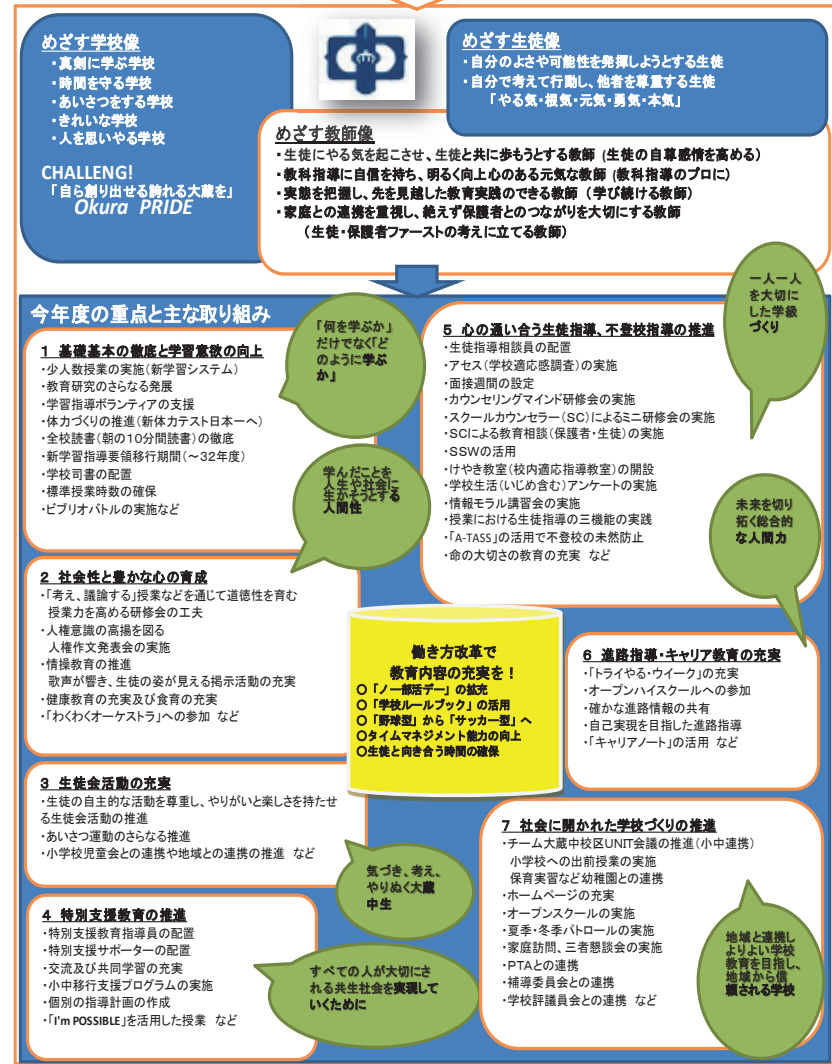 めざす学校像
・真剣に学ぶ学校
・時間を守る学校
・あいさつをする学校
・きれいな学校
・人を思いやる学校
CHALLENG!
「自ら創り出せる誇れる大蔵を」
Okura PRIDE
めざす生徒像
・自分のよさや可能性を発揮しようとする生徒
・自分で考えて行動し、他者を尊重する生徒
「やる気・根気・元気・勇気・本気」
めざす教師像
・生徒にやる気を起こさせ、生徒と共に歩もうとする教師 (生徒の自尊感情を高める)
・教科指導に自信を持ち、明るく向上心のある元気な教師 (教科指導のプロに)
・実態を把握し、先を見越した教育実践のできる教師 (学び続ける教師)
・家庭との連携を重視し、絶えず保護者とのつながりを大切にする教師
(生徒・保護者ファーストの考えに立てる教師)
今年度の重点と主な取り組み
1 基礎基本の徹底と学習意欲の向上
・少人数授業の実施(新学習システム)
・教育研究のさらなる発展
・学習指導ボランティアの支援
・体力づくりの推進(新体力テスト日本一へ)
・全校読書(朝の10分間読書)の徹底
・新学習指導要領移行期間(~32年度)
・学校司書の配置
・標準授業時数の確保
・ビブリオバトルの実施など
「何を学ぶか」
だけでなく「ど
のように学ぶ
か」
学んだことを
人生や社会に
生かそうとする
人間性
2 社会性と豊かな心の育成
・「考え、議論する」授業などを通じて道徳性を育む
授業力を高める研修会の工夫
・人権意識の高揚を図る
人権作文発表会の実施
・情操教育の推進
歌声が響き、生徒の姿が見える掲示活動の充実
・健康教育の充実及び食育の充実
・「わくわくオーケストラ」への参加 など
3 生徒会活動の充実
・生徒の自主的な活動を尊重し、やりがいと楽しさを持たせ
る生徒会活動の推進
・あいさつ運動のさらなる推進
・小学校児童会との連携や地域との連携の推進 など
気づき、考え、
やりぬく大蔵
中生
4 特別支援教育の推進
・特別支援教育指導員の配置
・特別支援サポーターの配置
・交流及び共同学習の充実
・小中移行支援プログラムの実施
・個別の指導計画の作成
・「I'm POSSIBLE」を活用した授業 など
すべての人が大切にさ
れる共生社会を実現して
いくために
働き方改革で
教育内容の充実を!
〇「ノー部活デー」の拡充
〇「学校ルールブック」の活用
〇「野球型」から「サッカー型」へ
〇タイムマネジメント能力の向上
〇生徒と向き合う時間の確保
5 心の通い合う生徒指導、不登校指導の推進
・生徒指導相談員の配置
・アセス(学校適応感調査)の実施
・面接週間の設定
・カウンセリングマインド研修会の実施
・スクールカウンセラー(SC)によるミニ研修会の実施
・SCによる教育相談(保護者・生徒)の実施
・SSWの活用
・けやき教室(校内適応指導教室)の開設
・学校生活(いじめ含む)アンケートの実施
・情報モラル講習会の実施
・授業における生徒指導の三機能の実践
・「A-TASS」の活用で不登校の未然防止
・命の大切さの教育の充実 など
一人一人
を大切に
した学級
づくり
未来を切り
拓く総合的
な人間力
6 進路指導・キャリア教育の充実
・「トライやる・ウイーク」の充実
・オープンハイスクールへの参加
・確かな進路情報の共有
・自己実現を目指した進路指導
・「キャリアノート」の活用 など
7 社会に開かれた学校づくりの推進
・チーム大蔵中校区UNIT会議の推進(小中連携)
小学校への出前授業の実施
保育実習など幼稚園との連携
・ホームページの充実
・オープンスクールの実施
・夏季・冬季パトロールの実施
・家庭訪問、三者懇談会の実施
・PTAとの連携
・補導委員会との連携
・学校評議員会との連携 など
地域と連携し
よりよい学校
教育を目指し、
地域から信
頼される学校